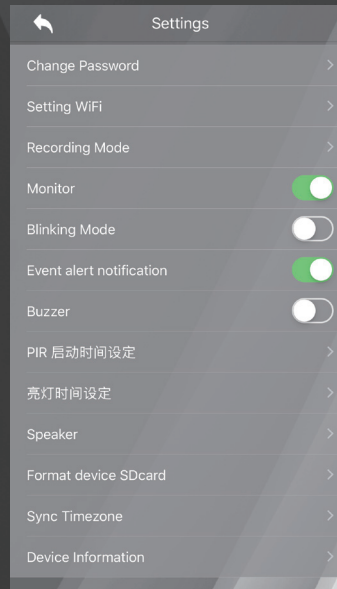 Settings
Change Password
Setting WiFi
Recording Mode
Monitor
Blinking Mode
Event alert notification
Buzzer
PIR 启动时间设定
亮灯时间设定
Speaker
Format device SDcard
Sync Timezone
Device Information